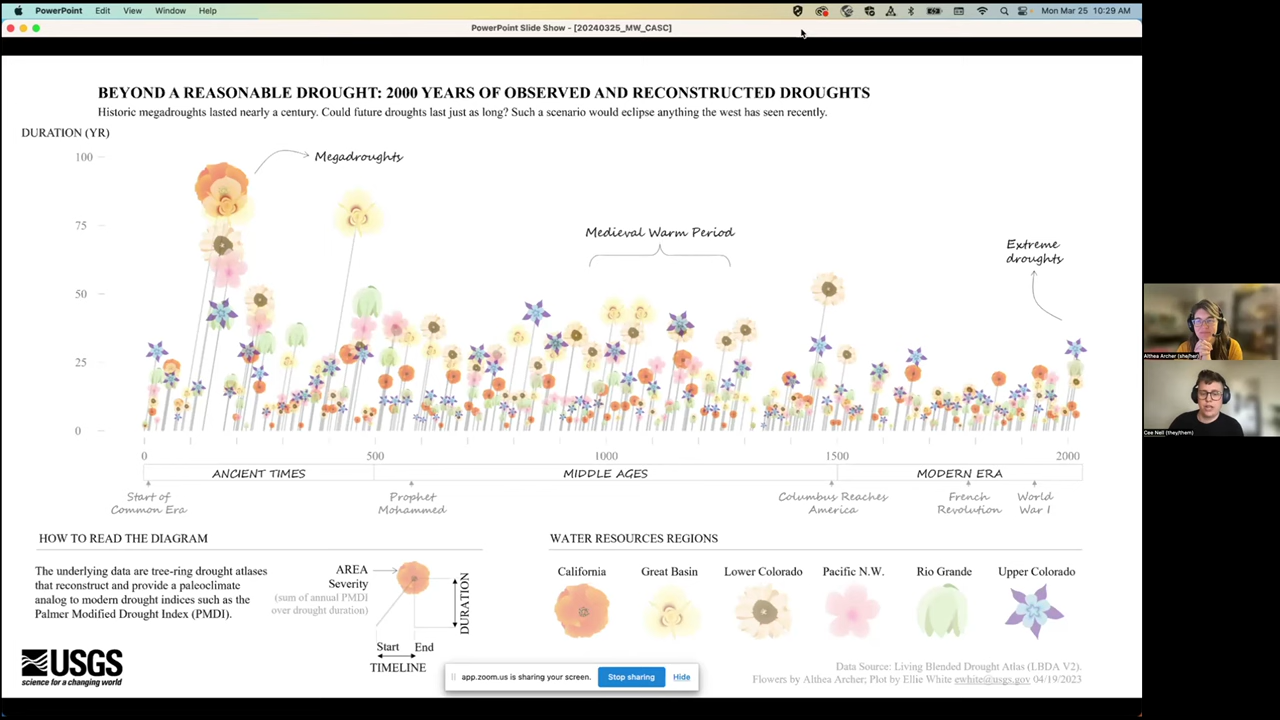 PowerPoint Edit View Window Help Mon Mar 25 10:29 AM
PowerPoint Slide Show - [20240325_MW_CASC]
BEYOND A REASONABLE DROUGHT: 2000 YEARS OF OBSERVED AND RECONSTRUCTED DROUGHTS
Historic megadroughts lasted nearly a century. Could future droughts last just as long? Such a scenario would eclipse anything the west has seen recently.
DURATION (YR)
100
75
50
25
0
Megadroughts
Medieval Warm Period
Extreme
droughts
0 500 1000 1500 2000
ANCIENT TIMES MIDDLE AGES MODERN ERA
Start of
Common Era
Prophet
Mohammed
Columbus Reaches
America
French
Revolution
World
War I
HOW TO READ THE DIAGRAM
The underlying data are tree-ring drought atlases
that reconstruct and provide a paleoclimate
analog to modern drought indices such as the
Palmer Modified Drought Index (PMDI).
AREA
Severity
(sum of annual PMDI
over drought duration)
DURATION
Start End
TIMELINE
WATER RESOURCES REGIONS
California Great Basin Lower Colorado Pacific N.W. Rio Grande Upper Colorado
USGS
science for a changing world
app.zoom.us is sharing your screen. Stop sharing Hide
Data Source: Living Blended Drought Atlas (LBDA V2).
Flowers by Althea Archer; Plot by Ellie White ewhite@usgs.gov 04/19/2023
Althea Archer (she/her)
Cee Nell (they/them)